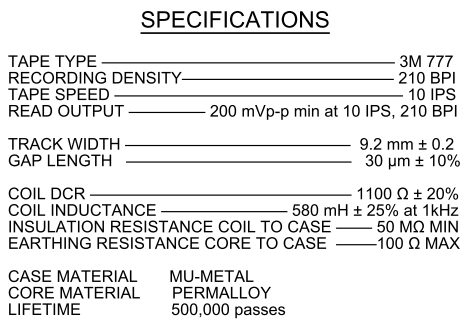 SPECIFICATIONS
TAPE TYPE 3M 777
RECORDING DENSITY 210 BPI
TAPE SPEED 10 IPS
READ OUTPUT 200 mVp-p min at 10 IPS, 210 BPI
TRACK WIDTH 9.2 mm ± 0.2
GAP LENGTH 30 µm ± 10%
COIL DCR 1100 Ω ± 20%
COIL INDUCTANCE 580 mH ± 25% at 1kHz
INSULATION RESISTANCE COIL TO CASE 50 MΩ MIN
EARTHING RESISTANCE CORE TO CASE 100 Ω MAX
CASE MATERIAL MU-METAL
CORE MATERIAL PERMALLOY
LIFETIME 500,000 passes